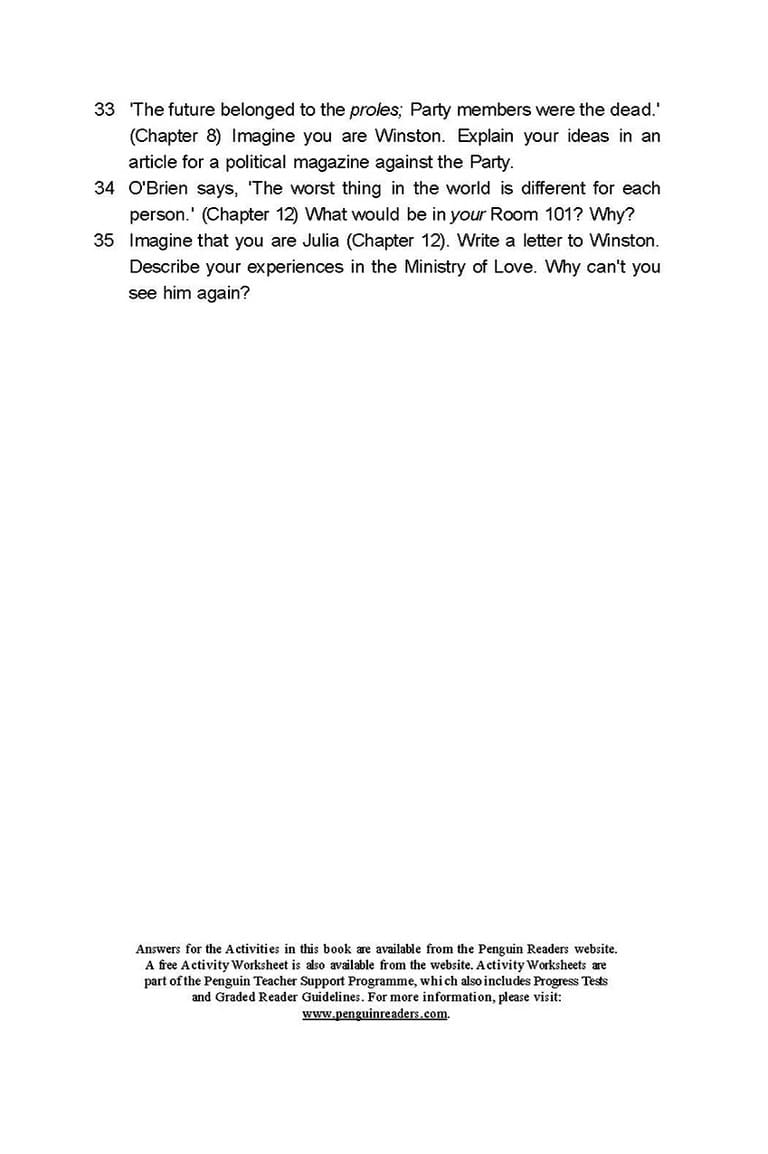 33 'The future belonged to the proles; Party members were the dead.'
(Chapter 8) Imagine you are Winston. Explain your ideas in an
article for a political magazine against the Party.
34 O'Brien says, 'The worst thing in the world is different for each
person.' (Chapter 12) What would be in your Room 101? Why?
35 Imagine that you are Julia (Chapter 12). Write a letter to Winston.
Describe your experiences in the Ministry of Love. Why can't you
see him again?
Answers for the Activities in this book are available from the Penguin Readers website.
A free Activity Worksheet is also available from the website. Activity Worksheets are
part of the Penguin Teacher Support Programme, which also includes Progress Tests
and Graded Reader Guidelines. For more information, please visit:
www.penguinreaders.com.